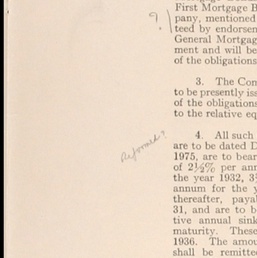 First Mortgage B
? pany, mentioned
teed by endorsen
General Mortgag
ment and will be
of the obligations
3. The Con
to be presently iss
of the obligations
to the relative eq
4. All such
are to be dated D
1975, are to bear
of 2½% per ann
the year 1932, 3½
annum for the y
thereafter, payal
31, and are to b
tive annual sink
maturity. These
1936. The amou
shall be remitte